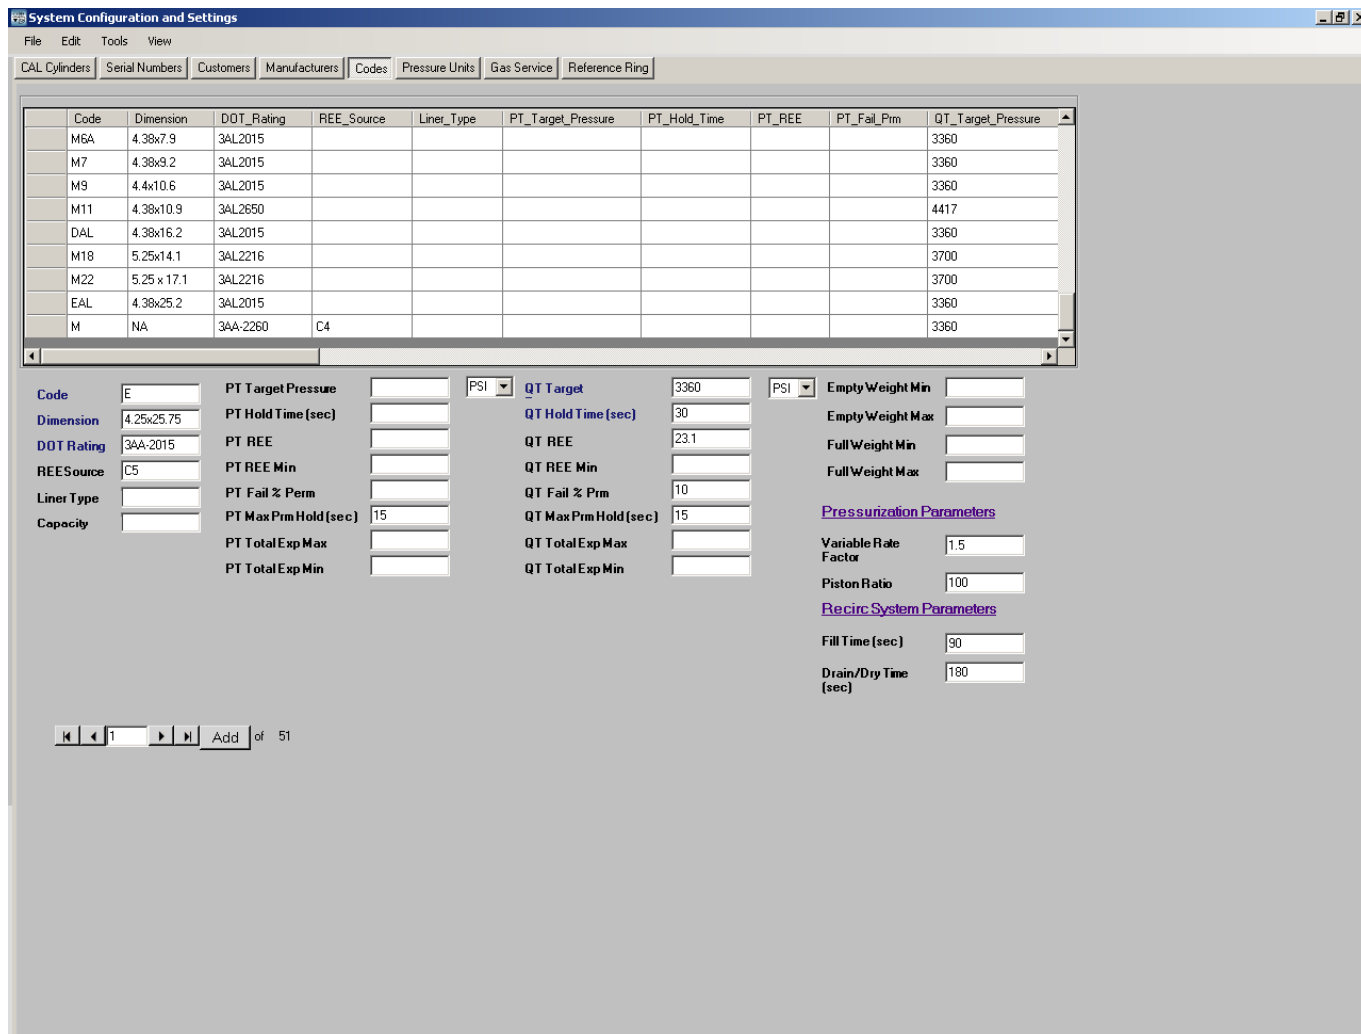 System Configuration and Settings
File Edit Tools View
CAL Cylinders Serial Numbers Customers Manufacturers Codes Pressure Units Gas Service Reference Ring
Code Dimension DOT_Rating REE_Source Liner_Type PT_Target_Pressure PT_Hold_Time PT_REE PT_Fail_Prm QT_Target_Pressure
M6A 4.38x7.9 3AL2015 3360
M7 4.38x9.2 3AL2015 3360
M9 4.4x10.6 3AL2015 3360
M11 4.38x10.9 3AL2650 4417
DAL 4.38x16.2 3AL2015 3360
M18 5.25x14.1 3AL2216 3700
M22 5.25 x 17.1 3AL2216 3700
EAL 4.38x25.2 3AL2015 3360
M NA 3AA-2260 C4 3360
Code E PT Target Pressure PSI QT Target 3360 PSI Empty Weight Min
Dimension 4.25x25.75 PT Hold Time (sec) QT Hold Time (sec) 30 Empty Weight Max
DOT Rating 3AA-2015 PT REE QT REE 23.1 Full Weight Min
REE Source C5 PT REE Min QT REE Min Full Weight Max
Liner Type PT Fail % Perm QT Fail % Prm 10
Capacity PT Max Prm Hold (sec) 15 QT Max Prm Hold (sec) 15 Pressurization Parameters
PT Total Exp Max QT Total Exp Max Variable Rate Factor 1.5
PT Total Exp Min QT Total Exp Min Piston Ratio 100
Recirc System Parameters
Fill Time (sec) 90
Drain/Dry Time (sec) 180
1 Add of 51